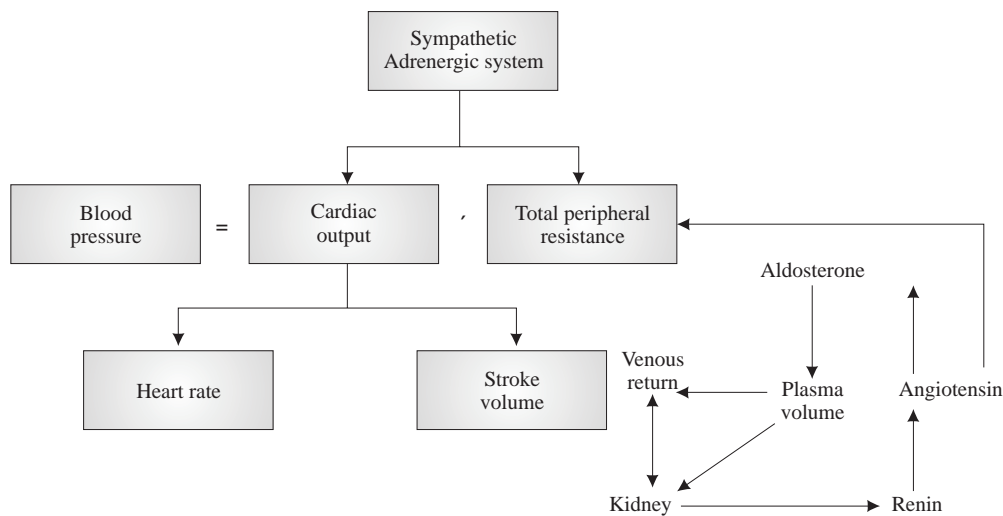 Sympathetic
Adrenergic system
Blood
pressure
=
Cardiac
output
´
Total peripheral
resistance
Aldosterone
Heart rate
Stroke
volume
Venous
return
Plasma
volume
Angiotensin
Kidney
Renin